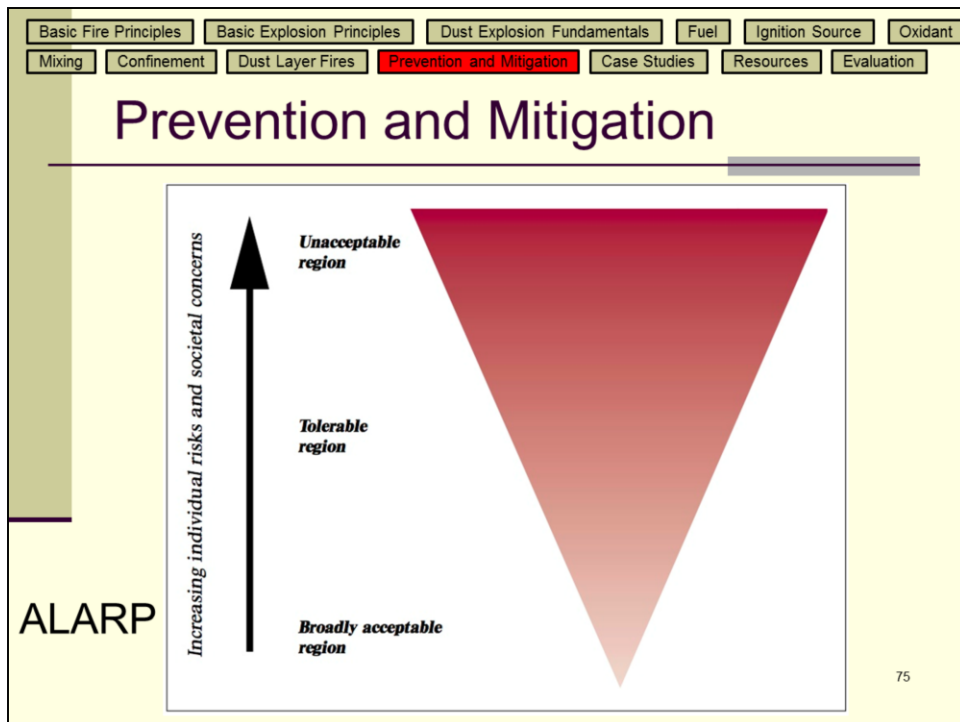 Basic Fire Principles Basic Explosion Principles Dust Explosion Fundamentals Fuel Ignition Source Oxidant
Mixing Confinement Dust Layer Fires Prevention and Mitigation Case Studies Resources Evaluation
Prevention and Mitigation
Increasing individual risks and societal concerns
Unacceptable
region
Tolerable
region
Broadly acceptable
region
ALARP
75